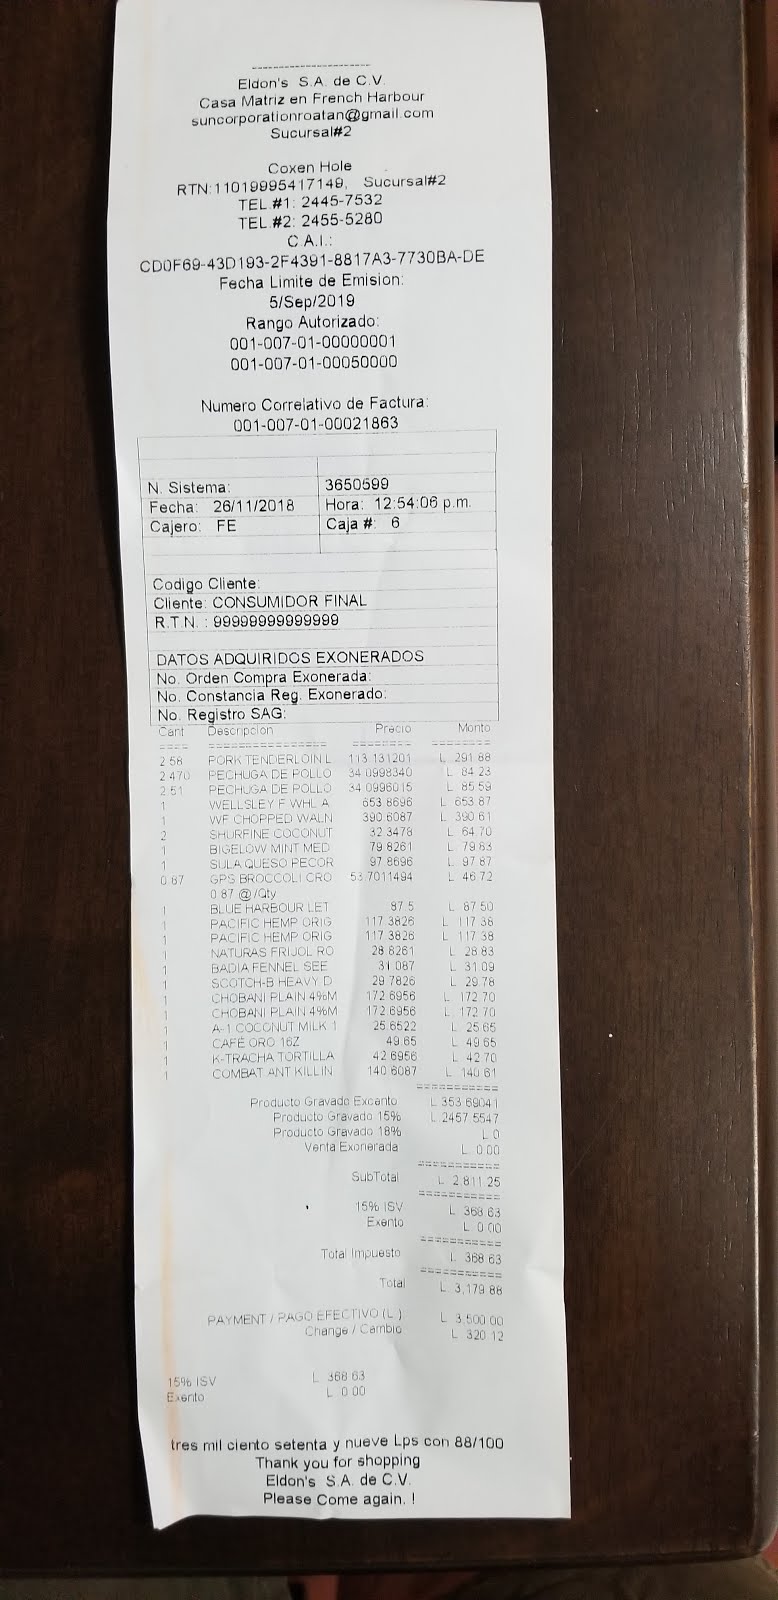 --------------------
Eldon's S.A. de C.V.
Casa Matriz en French Harbour
suncorporationroatan@gmail.com
Sucursal#2
Coxen Hole
RTN:11019995417149, Sucursal#2
TEL.#1: 2445-7532
TEL.#2: 2455-5280
C.A.I.:
CD0F69-43D193-2F4391-8817A3-7730BA-DE
Fecha Limite de Emision:
5/Sep/2019
Rango Autorizado:
001-007-01-00000001
001-007-01-00050000
Numero Correlativo de Factura:
001-007-01-00021863
N. Sistema: 3650599
Fecha: 26/11/2018 Hora: 12:54:06 p.m.
Cajero: FE Caja #: 6
Codigo Cliente:
Cliente: CONSUMIDOR FINAL
R.T.N. : 99999999999999
DATOS ADQUIRIDOS EXONERADOS
No. Orden Compra Exonerada:
No. Constancia Reg. Exonerado:
No. Registro SAG:
Cant Descripcion Precio Monto
==== ================ ======== ========
2.58 PORK TENDERLOIN L 113.131201 L 291.88
2.470 PECHUGA DE POLLO 34.0998340 L 84.23
2.51 PECHUGA DE POLLO 34.0996015 L 85.59
1 WELLSLEY F WHL A 653.8696 L 653.87
1 WF CHOPPED WALN 390.6087 L 390.61
2 SHURFINE COCONUT 32.3478 L 64.70
1 BIGELOW MINT MED 79.8261 L 79.83
1 SULA QUESO PECOR 97.8696 L 97.87
0.87 GPS BROCCOLI CRO 53.7011494 L 46.72
0.87 @ /Qty
1 BLUE HARBOUR LET 87.5 L 87.50
1 PACIFIC HEMP ORIG 117.3826 L 117.38
1 PACIFIC HEMP ORIG 117.3826 L 117.38
1 NATURAS FRIJOL RO 28.8261 L 28.83
1 BADIA FENNEL SEE 31.087 L 31.09
1 SCOTCH-B HEAVY D 29.7826 L 29.78
1 CHOBANI PLAIN 4%M 172.6956 L 172.70
1 CHOBANI PLAIN 4%M 172.6956 L 172.70
1 A-1 COCONUT MILK 1 25.6522 L 25.65
1 CAFE ORO 16Z 49.65 L 49.65
1 K-TRACHA TORTILLA 42.6956 L 42.70
1 COMBAT ANT KILLIN 140.6087 L 140.61
===========
Producto Gravado Excento L 353.69041
Producto Gravado 15% L 2457.5547
Producto Gravado 18% L 0
Venta Exonerada L 0.00
===========
SubTotal L 2,811.25
===========
15% ISV L 368.63
Exento L 0.00
===========
Total Impuesto L 368.63
===========
Total L 3,179.88
PAYMENT / PAGO EFECTIVO (L ) L 3,500.00
Change / Cambio L 320.12
15% ISV L 368.63
Exento L 0.00
tres mil ciento setenta y nueve Lps con 88/100
Thank you for shopping
Eldon's S.A. de C.V.
Please Come again. !